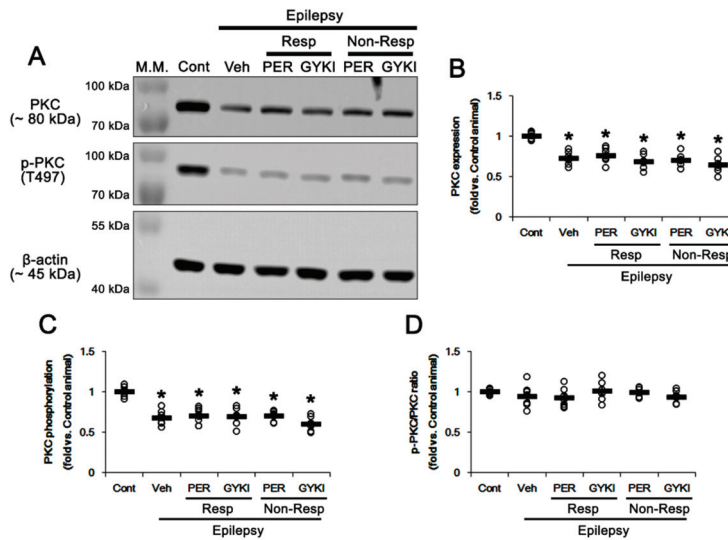 A
Epilepsy
Resp
Non-Resp
M.M.
Cont
Veh
PER
GYKI
PER
GYKI
PKC
(~ 80 kDa)
100 kDa
70 kDa
p-PKC
(T497)
100 kDa
70 kDa
β-actin
(~ 45 kDa)
55 kDa
40 kDa
B
PKC expression
(fold vs. Control animal)
1.5
1
0.5
0
* * * * *
Cont Veh PER GYKI PER GYKI
Resp Non-Resp
Epilepsy
C
PKC phosphorylation
(fold vs. Control animal)
1.5
1
0.5
0
* * * * *
Cont Veh PER GYKI PER GYKI
Resp Non-Resp
Epilepsy
D
p-PKC/PKC ratio
(fold vs. Control animal)
1.5
1
0.5
0
Cont Veh PER GYKI PER GYKI
Resp Non-Resp
Epilepsy